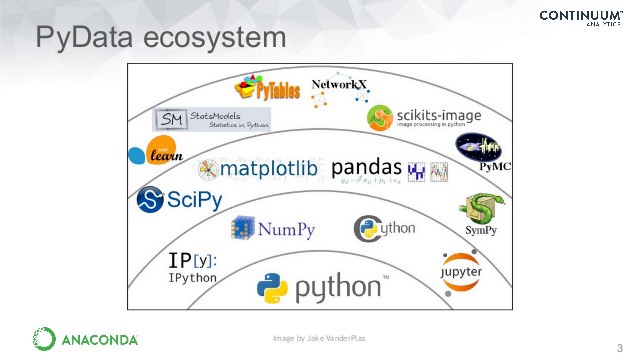 CONTINUUM™
ANALYTICS
PyData ecosystem
PyTables
NetworkX
SM StatsModels
Statistics in Python
scikits-image
image processing in python
learn
matplotlib
pandas
PyMC
SciPy
NumPy
Cython
SymPy
IP[y]:
IPython
python™
jupyter
ANACONDA
Image by Jake VanderPlas
3